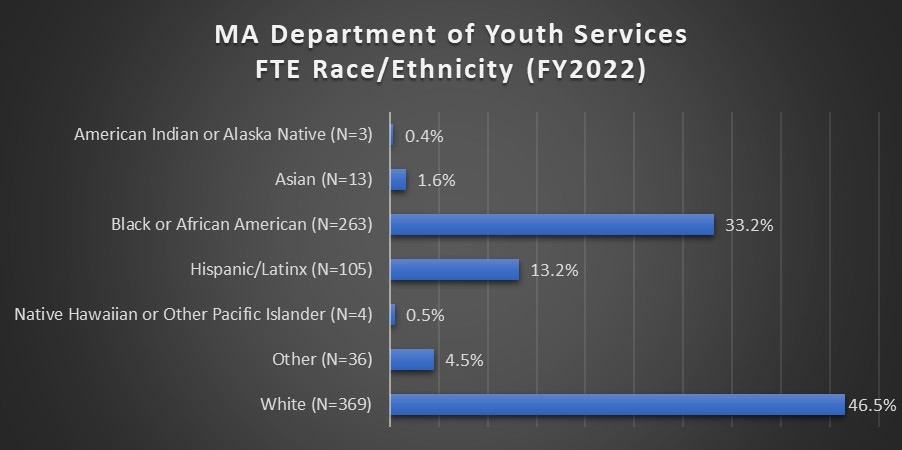 MA Department of Youth Services
FTE Race/Ethnicity (FY2022)
American Indian or Alaska Native (N=3) 0.4%
Asian (N=13) 1.6%
Black or African American (N=263) 33.2%
Hispanic/Latinx (N=105) 13.2%
Native Hawaiian or Other Pacific Islander (N=4) 0.5%
Other (N=36) 4.5%
White (N=369) 46.5%